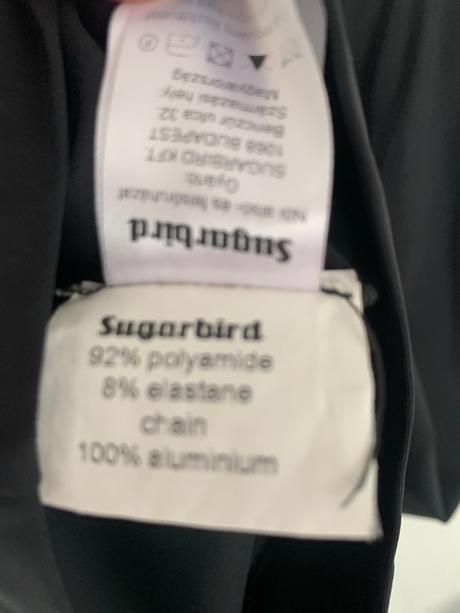 Magyarország
Származási hely:
Benczúr utca 32.
1068 BUDAPEST
SUGARBIRD KFT.
Gyártó:
Női alsó- és felsőruházat
Sugarbird
Sugarbird
92% polyamide
8% elastane
chain
100% aluminium